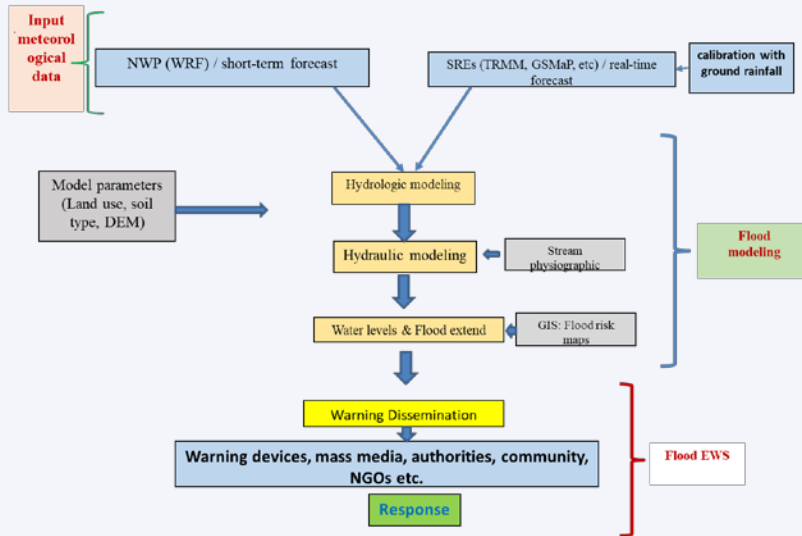 Input
meteorol
ogical
data
NWP (WRF) / short-term forecast
SREs (TRMM, GSMaP, etc) / real-time
forecast
calibration with
ground rainfall
Model parameters
(Land use, soil
type, DEM)
Hydrologic modeling
Hydraulic modeling
Stream
physiographic
Flood
modeling
Water levels & Flood extend
GIS: Flood risk
maps
Warning Dissemination
Warning devices, mass media, authorities, community,
NGOs etc.
Flood EWS
Response